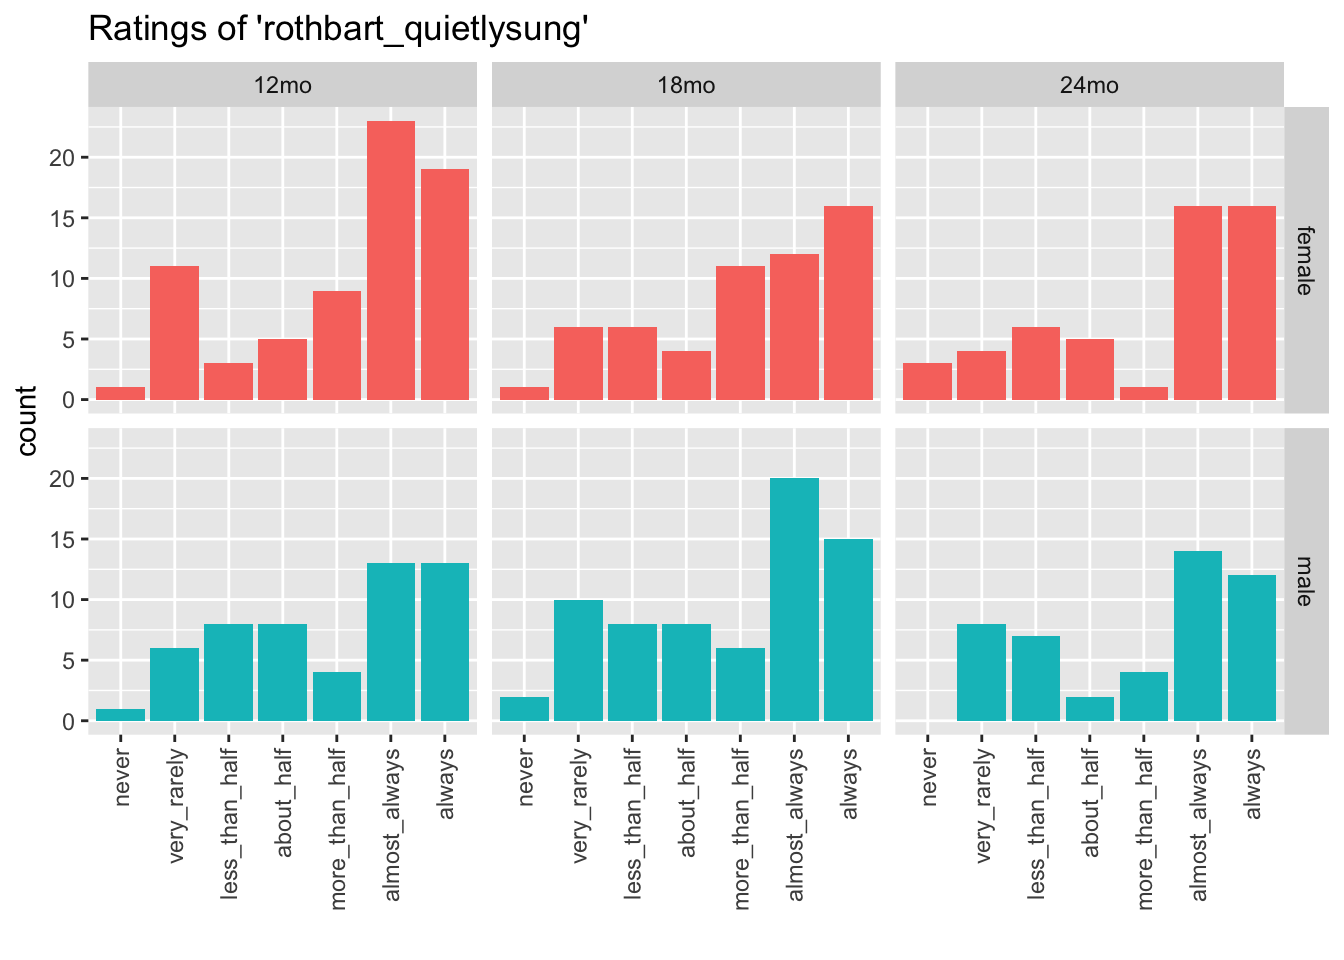 Ratings of 'rothbart_quietlysung'
12mo 18mo 24mo
20
15
10
5
0
female
count
20
15
10
5
0
male
never very_rarely less_than_half about_half more_than_half almost_always always
never very_rarely less_than_half about_half more_than_half almost_always always
never very_rarely less_than_half about_half more_than_half almost_always always